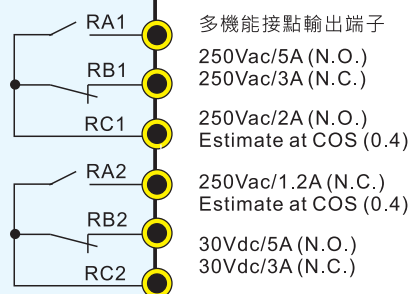 RA1
多機能接點輸出端子
250Vac/5A (N.O.)
RB1
250Vac/3A (N.C.)
250Vac/2A (N.O.)
RC1
Estimate at COS (0.4)
RA2
250Vac/1.2A (N.C.)
Estimate at COS (0.4)
RB2
30Vdc/5A (N.O.)
30Vdc/3A (N.C.)
RC2